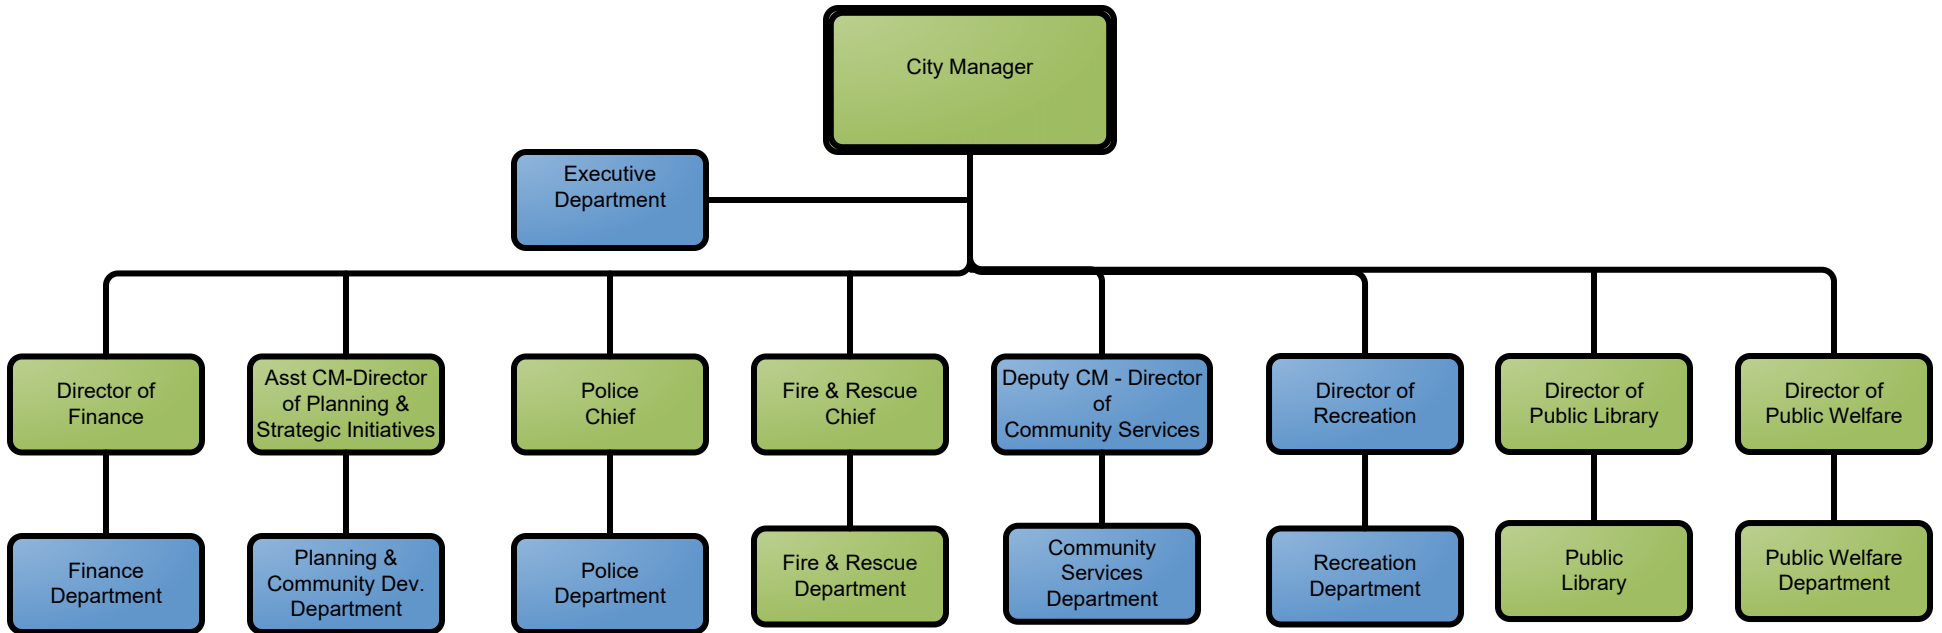 City Manager
Executive
Department
Director of
Finance
Asst CM-Director
of Planning &
Strategic Initiatives
Police
Chief
Fire & Rescue
Chief
Deputy CM - Director
of
Community Services
Director of
Recreation
Director of
Public Library
Director of
Public Welfare
Finance
Department
Planning &
Community Dev.
Department
Police
Department
Fire & Rescue
Department
Community
Services
Department
Recreation
Department
Public
Library
Public Welfare
Department